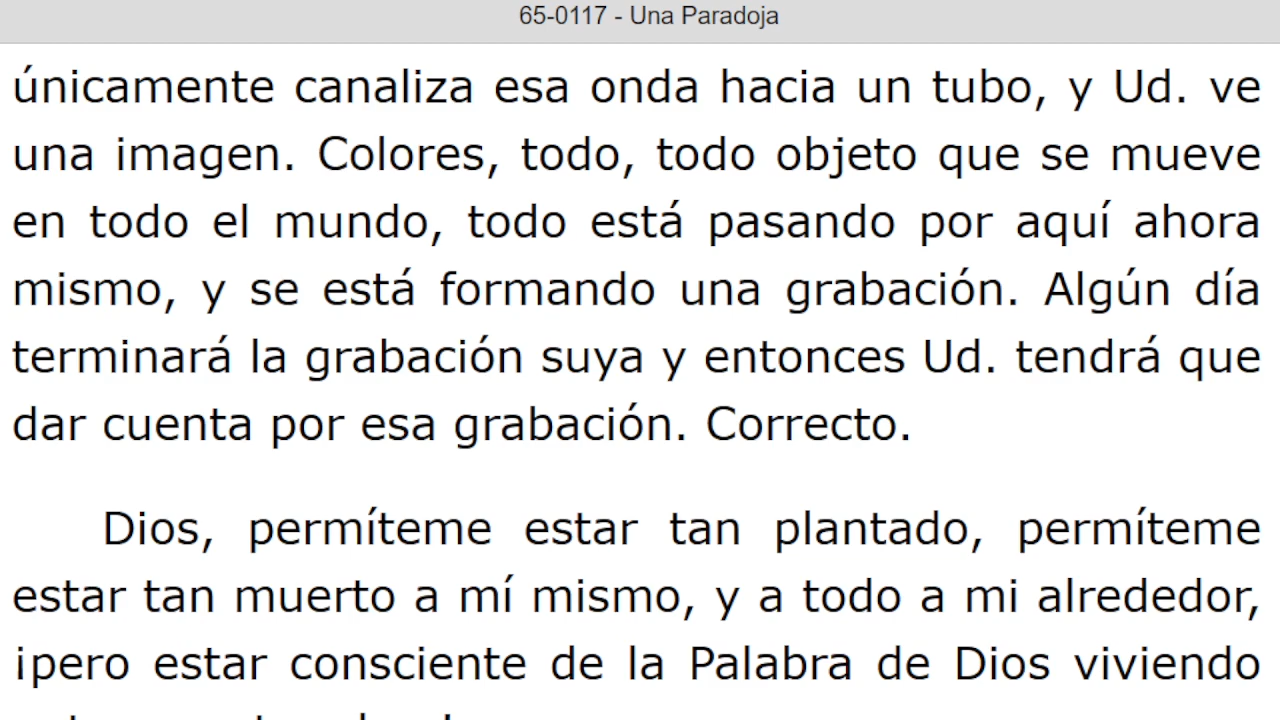 65-0117 - Una Paradoja
únicamente canaliza esa onda hacia un tubo, y Ud. ve
una imagen. Colores, todo, todo objeto que se mueve
en todo el mundo, todo está pasando por aquí ahora
mismo, y se está formando una grabación. Algún día
terminará la grabación suya y entonces Ud. tendrá que
dar cuenta por esa grabación. Correcto.
Dios, permíteme estar tan plantado, permíteme
estar tan muerto a mí mismo, y a todo a mi alrededor,
¡pero estar consciente de la Palabra de Dios viviendo